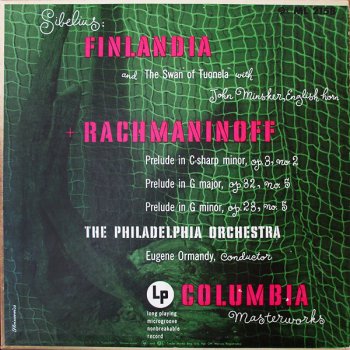 Sibelius:
FINLANDIA
and The Swan of Tuonela with
John Minsker, English horn
+ RACHMANINOFF
Prelude in C-sharp minor, op. 3, no. 2
Prelude in G major, op. 32, no. 5
Prelude in G minor, op. 23, no. 5
THE PHILADELPHIA ORCHESTRA
Eugene Ormandy, conductor
LP COLUMBIA
Masterworks
long playing
microgroove
nonbreakable
record